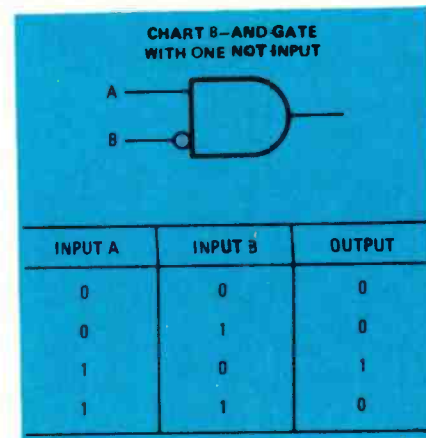 CHART B—AND GATE
WITH ONE NOT INPUT
A
B
INPUT A INPUT B OUTPUT
0 0 0
0 1 0
1 0 1
1 1 0